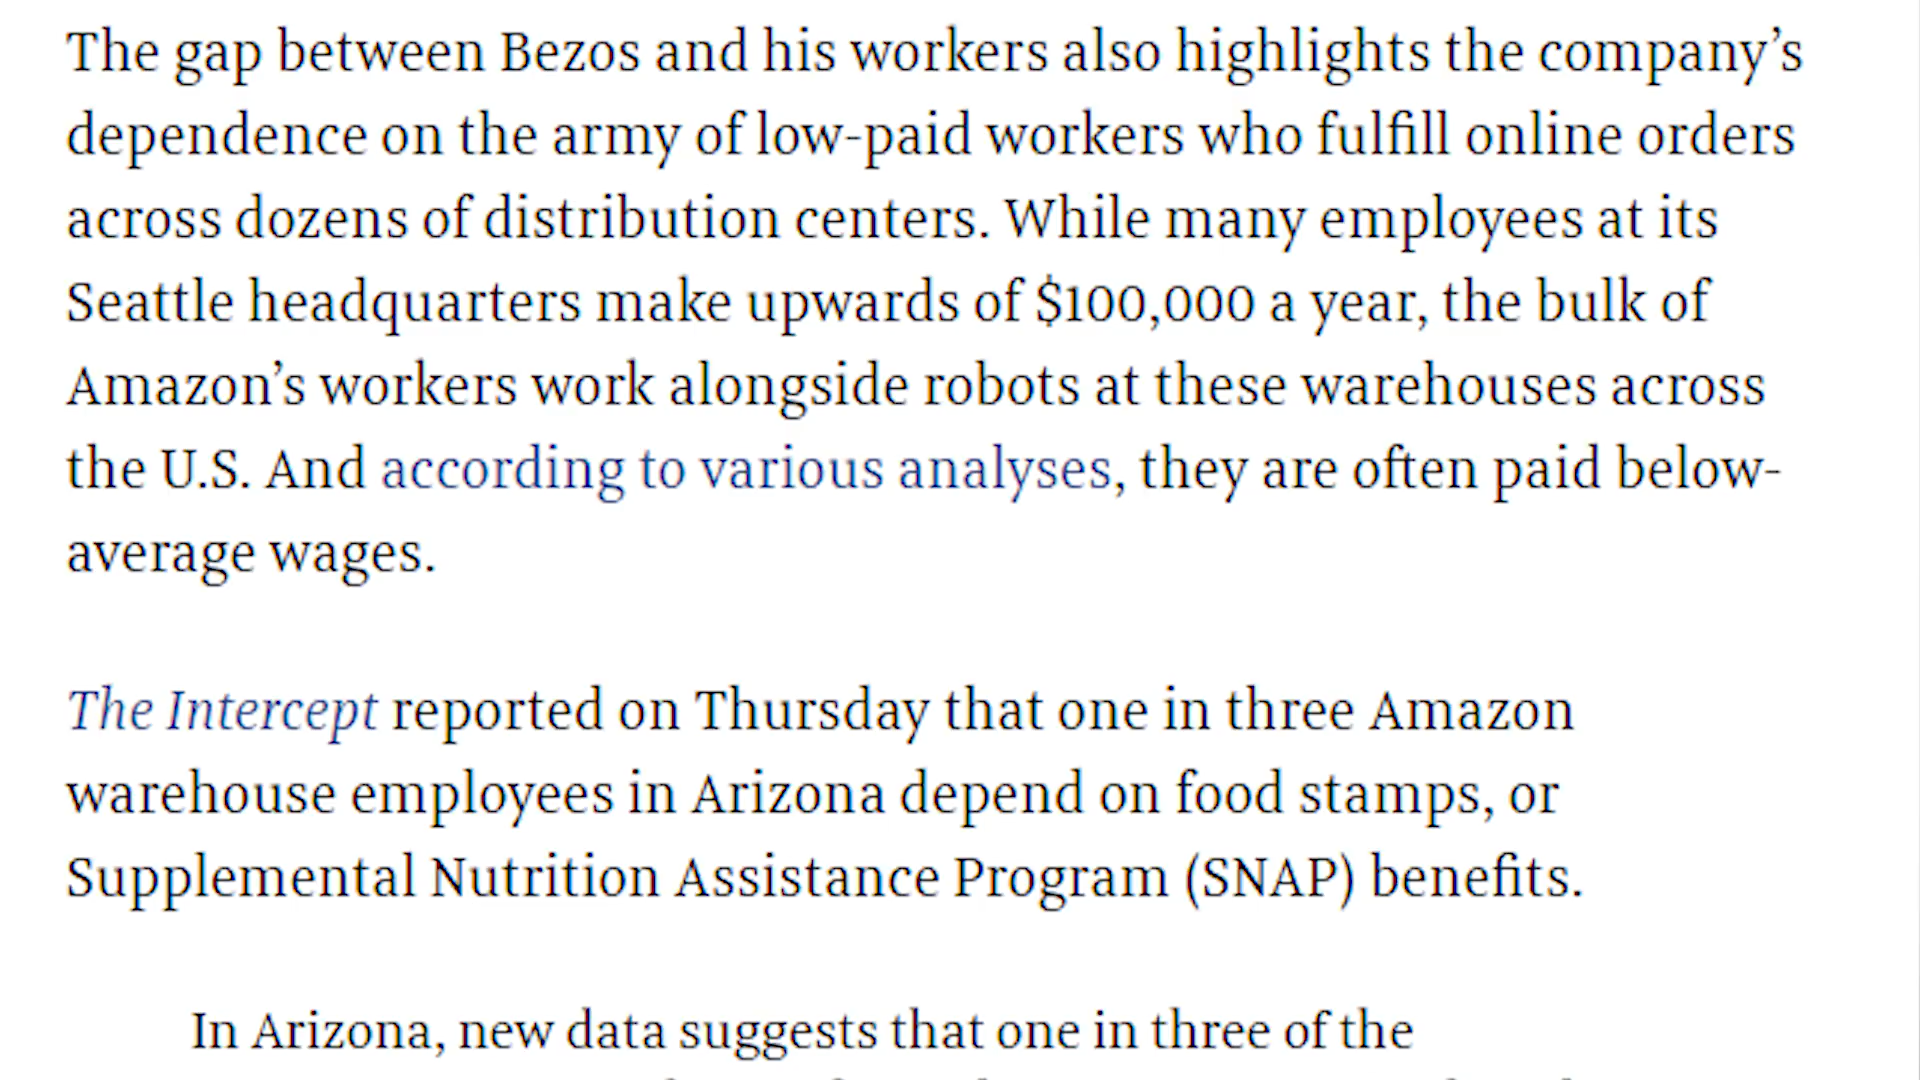 The gap between Bezos and his workers also highlights the company’s
dependence on the army of low-paid workers who fulfill online orders
across dozens of distribution centers. While many employees at its
Seattle headquarters make upwards of $100,000 a year, the bulk of
Amazon’s workers work alongside robots at these warehouses across
the U.S. And according to various analyses, they are often paid below-
average wages.
The Intercept reported on Thursday that one in three Amazon
warehouse employees in Arizona depend on food stamps, or
Supplemental Nutrition Assistance Program (SNAP) benefits.
In Arizona, new data suggests that one in three of the